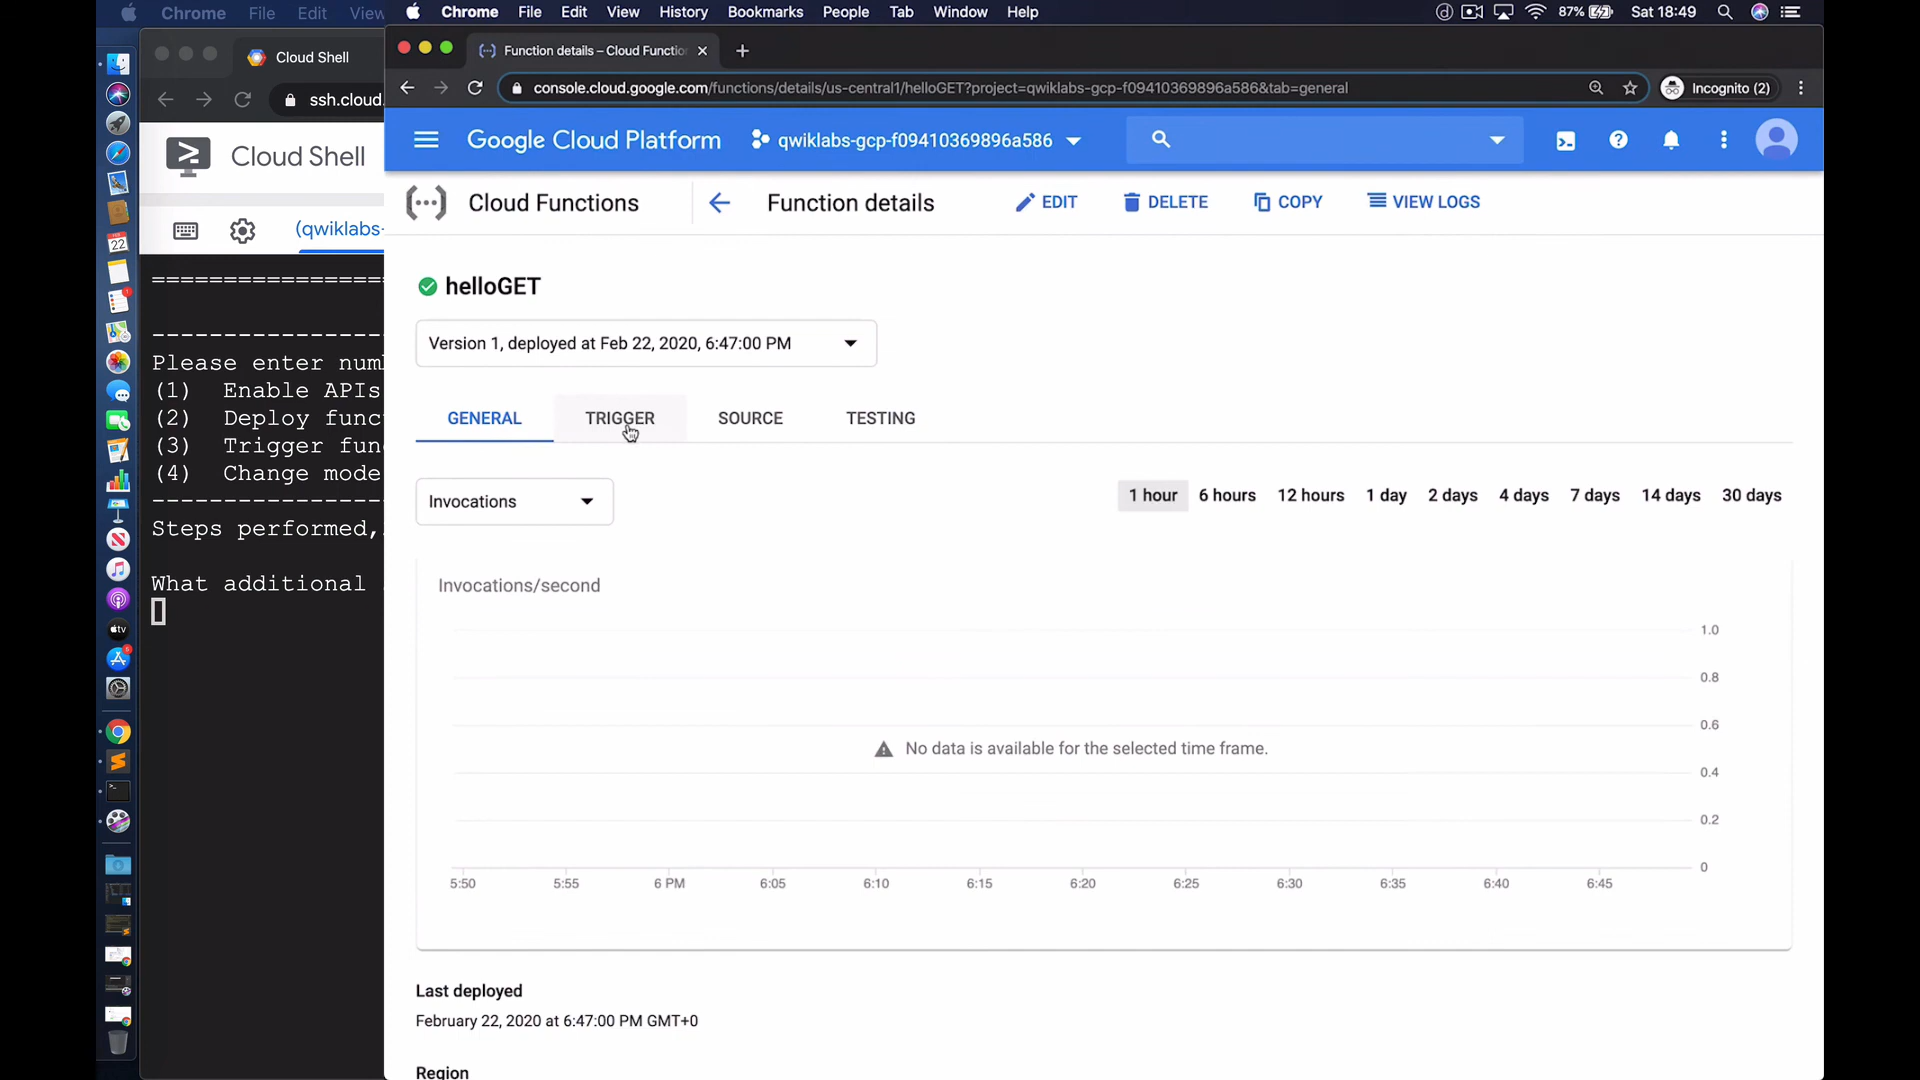 Chrome File Edit View
Chrome File Edit View History Bookmarks People Tab Window Help
87% Sat 18:49
Cloud Shell
ssh.cloud.
Cloud Shell
(qwiklabs-
====================
--------------------
Please enter num
(1) Enable APIs
(2) Deploy func
(3) Trigger fun
(4) Change mode
--------------------
Steps performed,
What additional
Function details – Cloud Functio
console.cloud.google.com/functions/details/us-central1/helloGET?project=qwiklabs-gcp-f09410369896a586&tab=general
Incognito (2)
Google Cloud Platform
qwiklabs-gcp-f09410369896a586
Cloud Functions
Function details
EDIT
DELETE
COPY
VIEW LOGS
helloGET
Version 1, deployed at Feb 22, 2020, 6:47:00 PM
GENERAL TRIGGER SOURCE TESTING
Invocations
1 hour 6 hours 12 hours 1 day 2 days 4 days 7 days 14 days 30 days
Invocations/second
1.0
0.8
0.6
No data is available for the selected time frame.
0.4
0.2
0
5:50 5:55 6 PM 6:05 6:10 6:15 6:20 6:25 6:30 6:35 6:40 6:45
Last deployed
February 22, 2020 at 6:47:00 PM GMT+0
Region